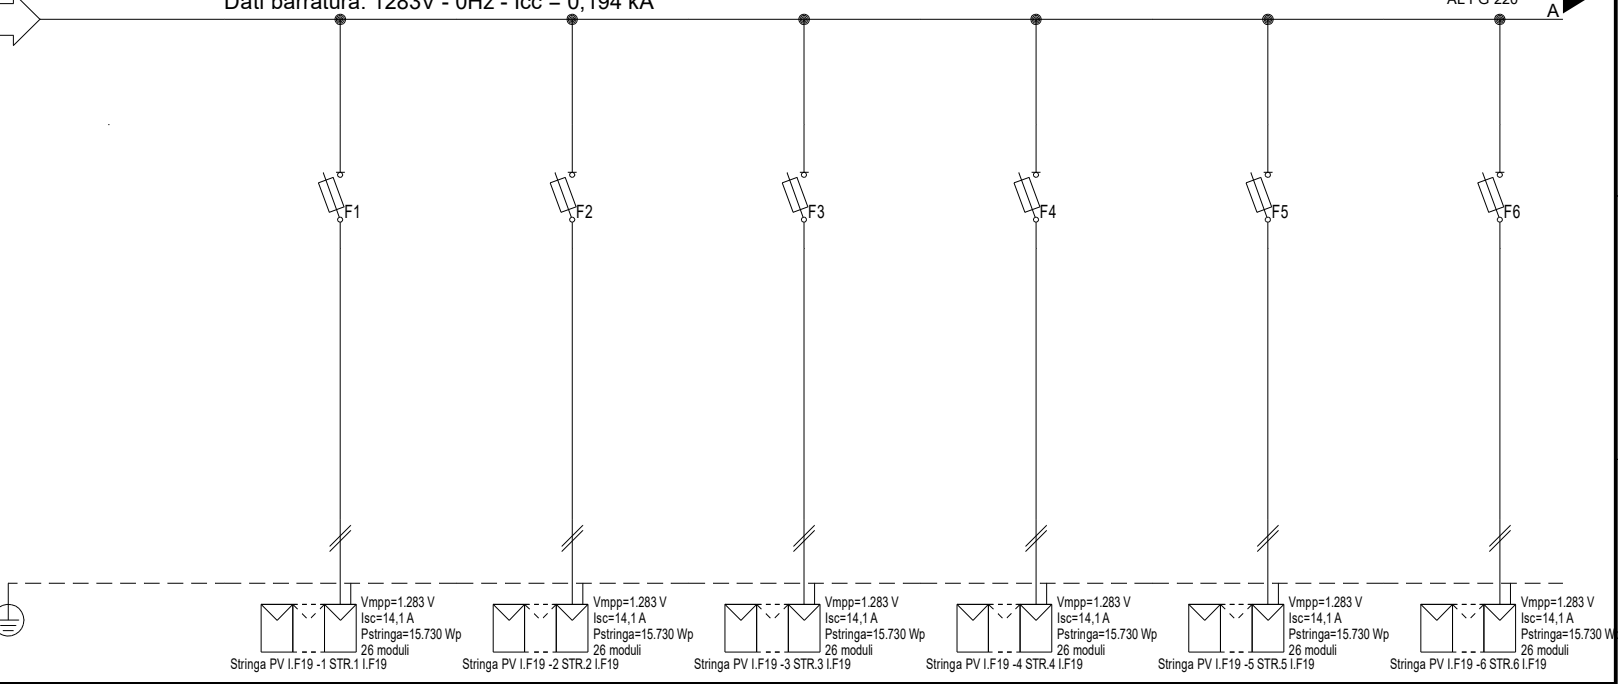 Dati barratura: 1283V - 0Hz - Icc = 0,194 kA
A
F1
F2
F3
F4
F5
F6
Vmpp=1.283 V
Isc=14,1 A
Pstringa=15.730 Wp
26 moduli
Stringa PV I.F19 -1 STR.1 I.F19
Vmpp=1.283 V
Isc=14,1 A
Pstringa=15.730 Wp
26 moduli
Stringa PV I.F19 -2 STR.2 I.F19
Vmpp=1.283 V
Isc=14,1 A
Pstringa=15.730 Wp
26 moduli
Stringa PV I.F19 -3 STR.3 I.F19
Vmpp=1.283 V
Isc=14,1 A
Pstringa=15.730 Wp
26 moduli
Stringa PV I.F19 -4 STR.4 I.F19
Vmpp=1.283 V
Isc=14,1 A
Pstringa=15.730 Wp
26 moduli
Stringa PV I.F19 -5 STR.5 I.F19
Vmpp=1.283 V
Isc=14,1 A
Pstringa=15.730 W
26 moduli
Stringa PV I.F19 -6 STR.6 I.F19